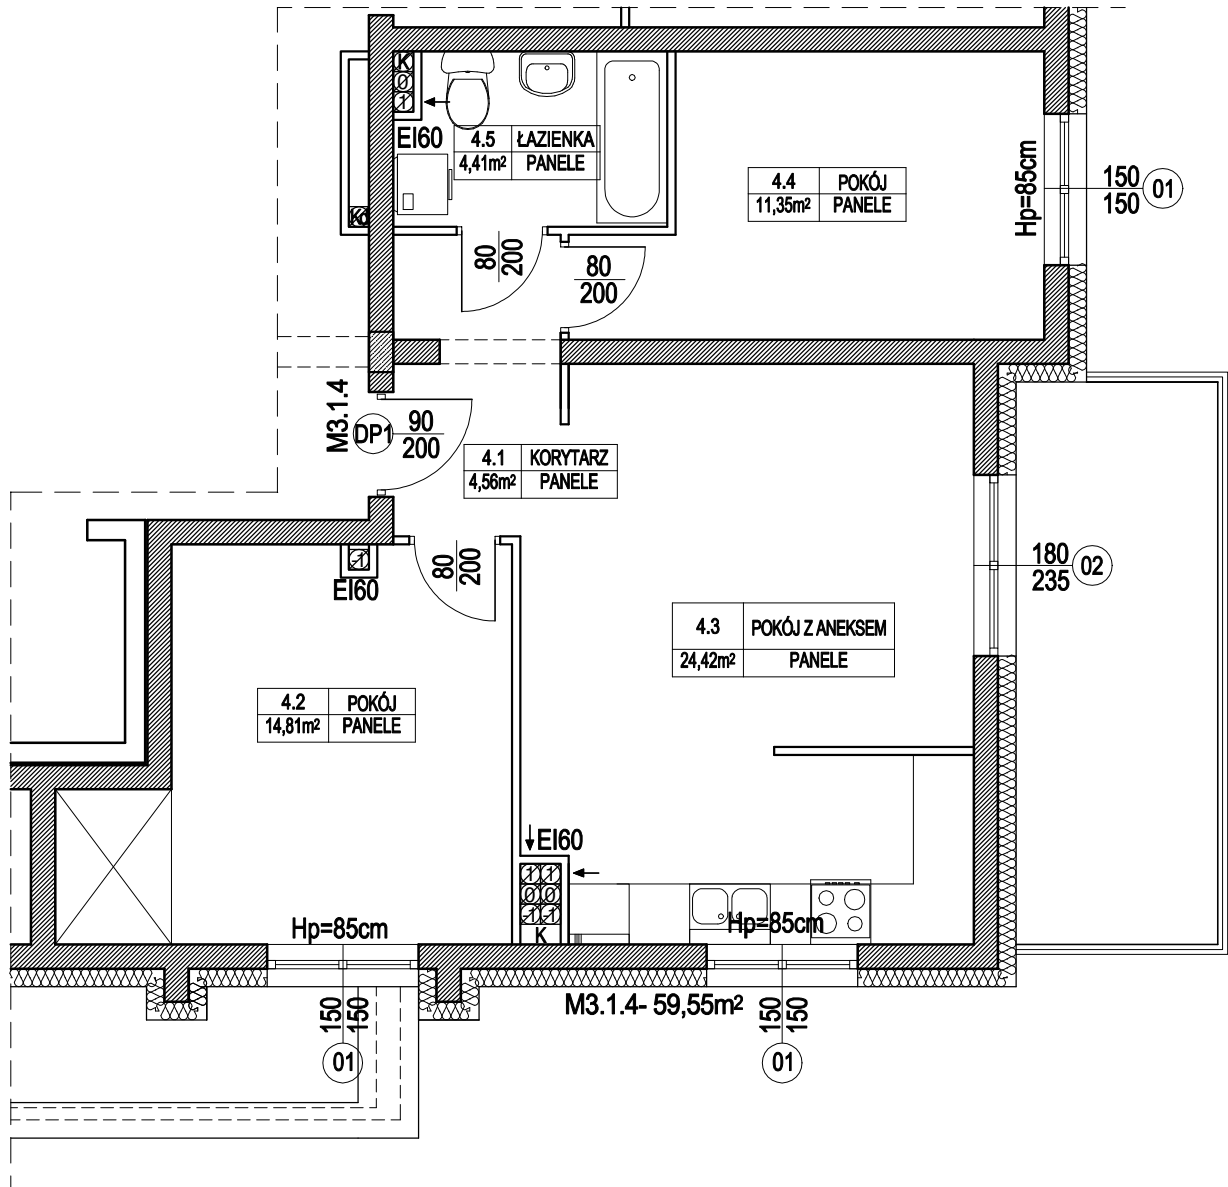 K
0
1
EI60
4.5 ŁAZIENKA
4,41m² PANELE
4.4 POKÓJ
11,35m² PANELE
Hp=85cm
150
150
01
80
200
80
200
M3.1.4
DP1
90
200
4.1 KORYTARZ
4,56m² PANELE
-1
EI60
80
200
180
235
02
4.3 POKÓJ Z ANEKSEM
24,42m² PANELE
4.2 POKÓJ
14,81m² PANELE
EI60
1 1
0 0
-1 -1
K
Hp=85cm
Hp=85cm
M3.1.4- 59,55m²
150
150
01
150
150
01